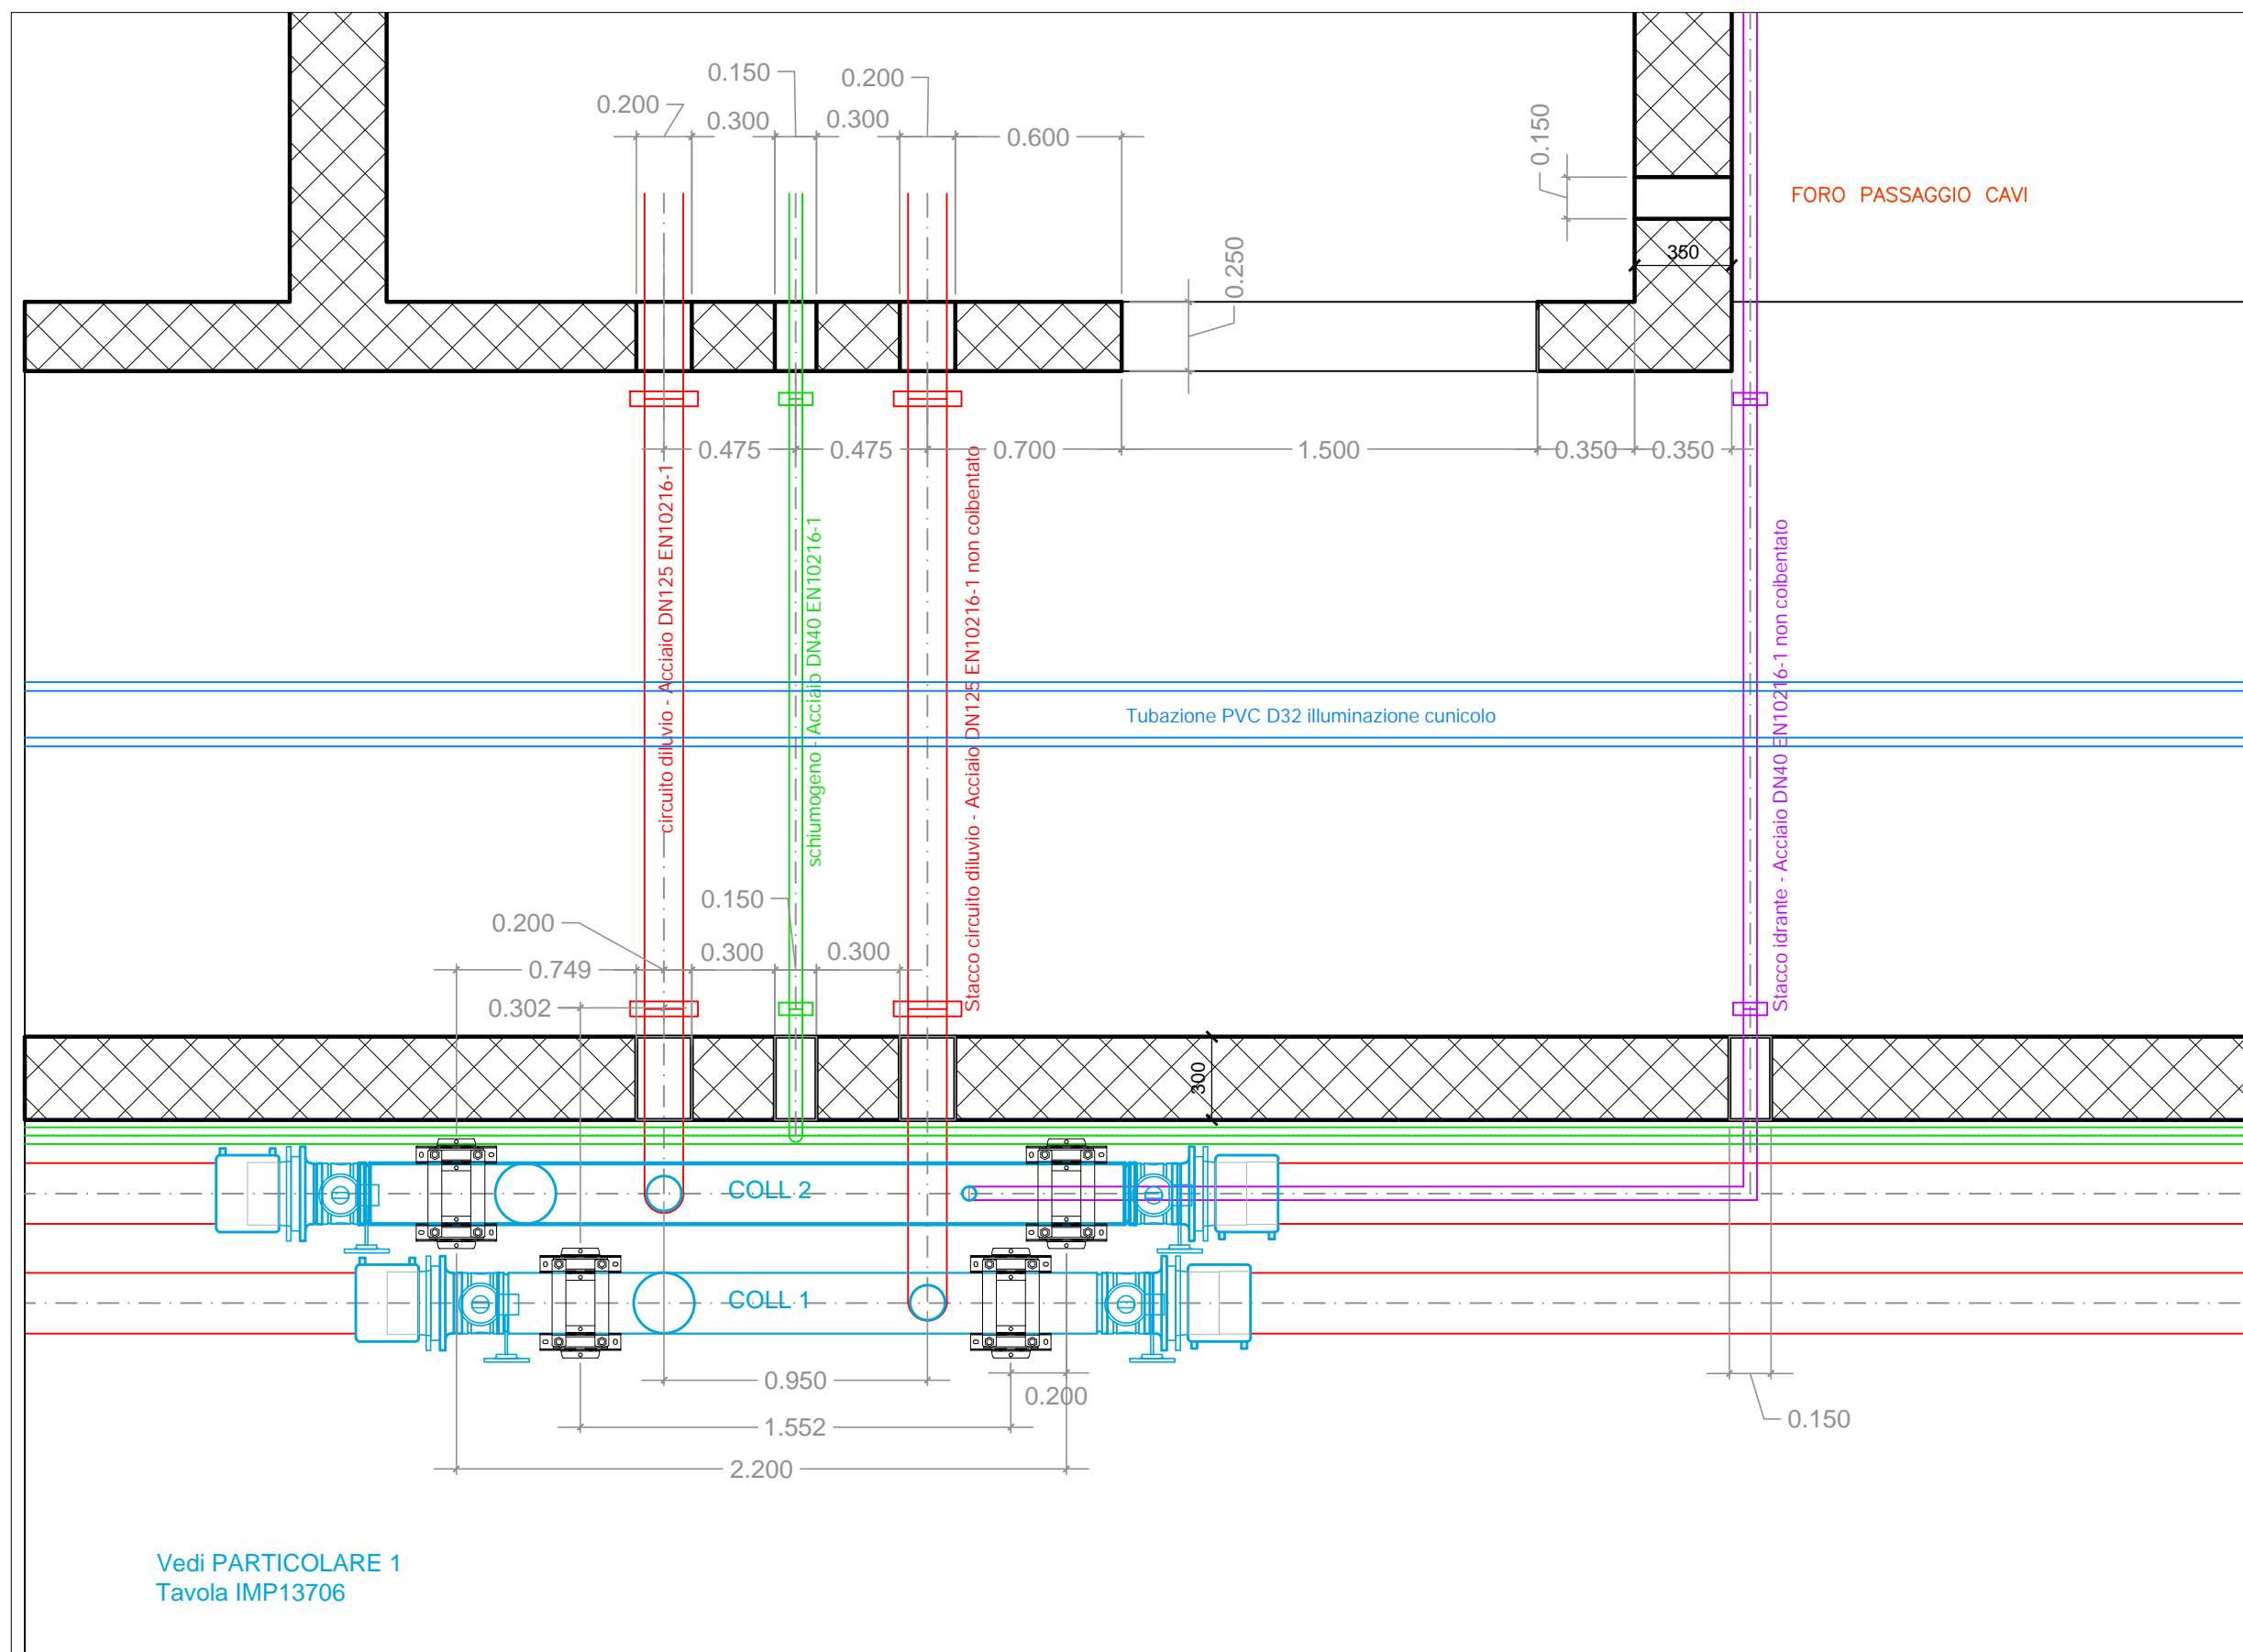 0.150
0.200
0.200
0.300
0.300
0.600
0.150
FORO PASSAGGIO CAVI
350
0.250
0.475
0.475
0.700
1.500
0.350
0.350
circuito diluvio - Acciaio DN125 EN10216-1
schiumogeno - Acciaio DN40 EN10216-1
Stacco circuito diluvio - Acciaio DN125 EN10216-1 non coibentato
Stacco idrante - Acciaio DN40 EN10216-1 non coibentato
Tubazione PVC D32 illuminazione cunicolo
0.150
0.200
0.300
0.300
0.749
0.302
300
COLL 2
COLL 1
0.950
0.200
1.552
0.150
2.200
Vedi PARTICOLARE 1
Tavola IMP13706